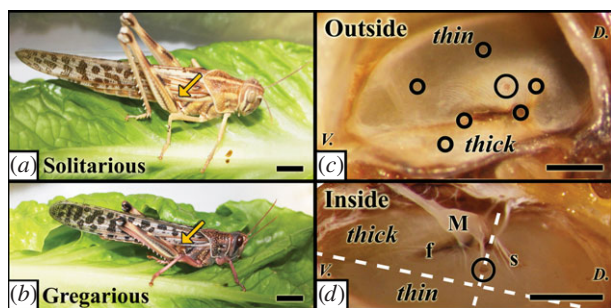 (a) Solitarious
(b) Gregarious
Outside
thin
D.
V.
thick
(c)
Inside
M
thick
f
s
V.
D.
thin
(d)